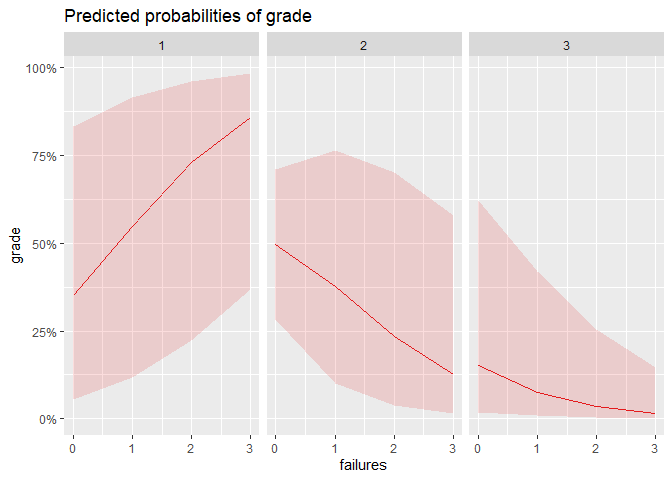 Predicted probabilities of grade
1 2 3
100%
75%
50%
25%
0%
grade
0 1 2 3 0 1 2 3 0 1 2 3
failures